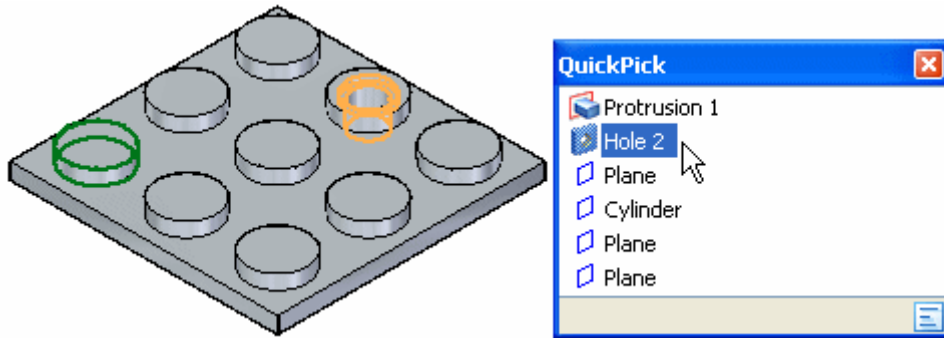 QuickPick
Protrusion 1
Hole 2
Plane
Cylinder
Plane
Plane